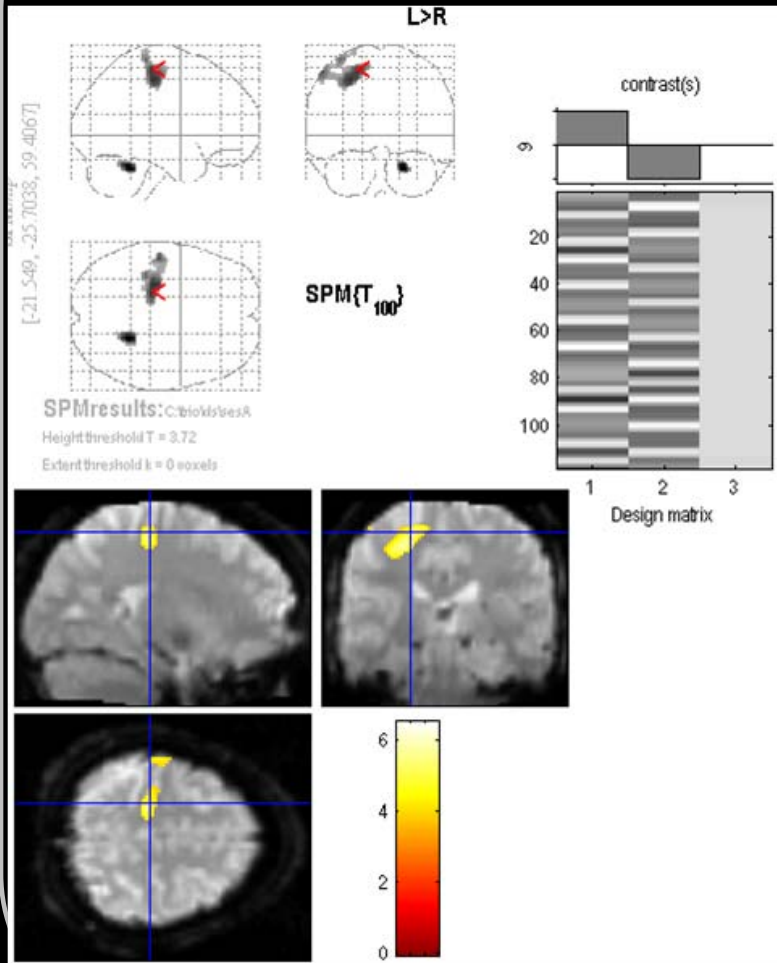 L>R
[-21.549, -25.7038, 59.4067]
SPM{T100}
SPMresults:
Height threshold T = 3.72
Extent threshold k = 0 voxels
contrast(s)
6
20
40
60
80
100
1 2 3
Design matrix
6
4
2
0